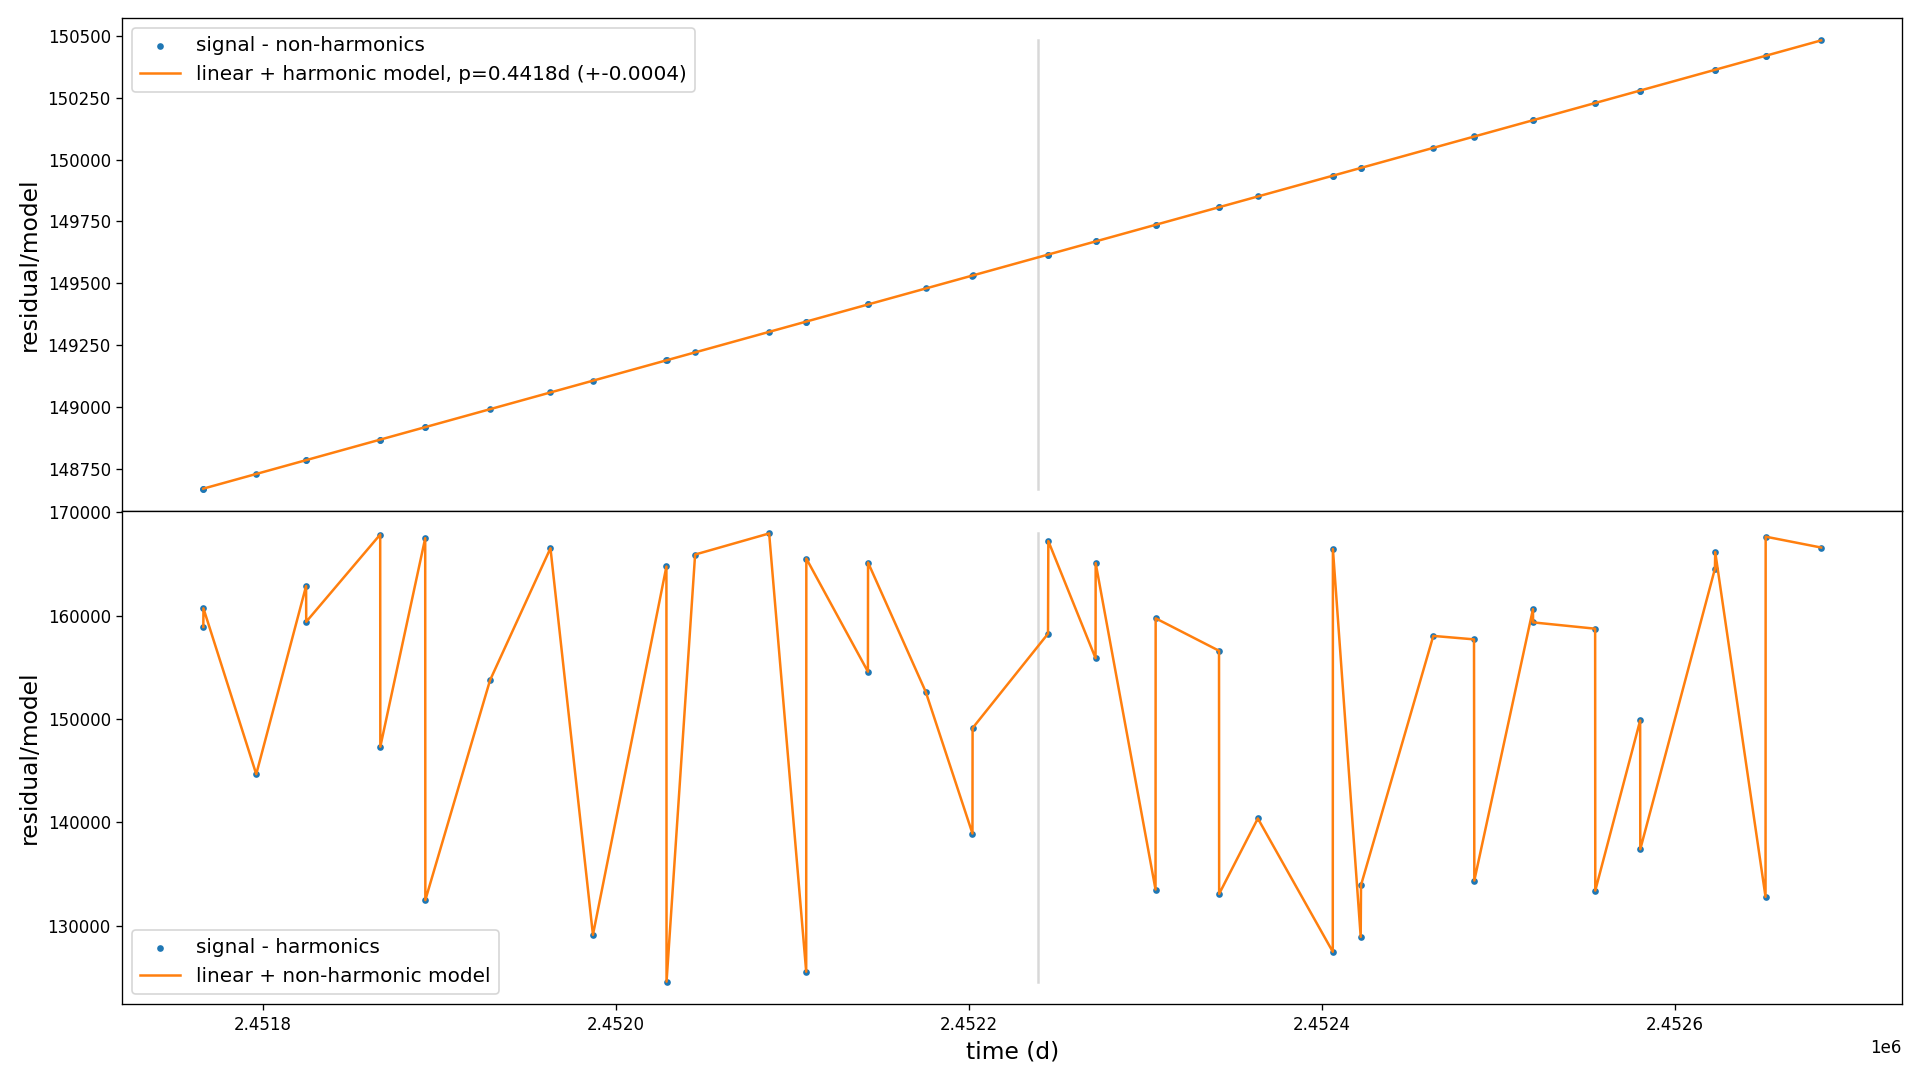 150500
150250
150000
149750
149500
149250
149000
148750
residual/model
signal - non-harmonics
linear + harmonic model, p=0.4418d (+-0.0004)
170000
160000
150000
140000
130000
residual/model
signal - harmonics
linear + non-harmonic model
2.4518 2.4520 2.4522 2.4524 2.4526
time (d)
1e6